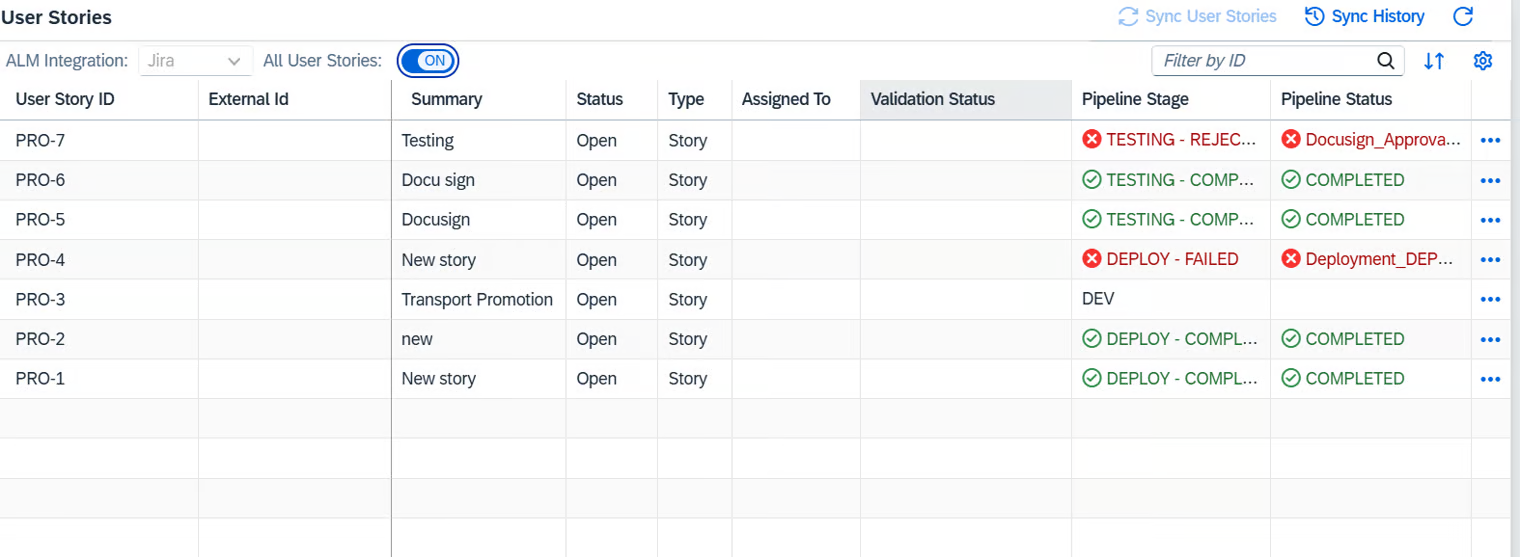 User Stories Sync User Stories Sync History
ALM Integration: Jira All User Stories: ON Filter by ID
User Story ID External Id Summary Status Type Assigned To Validation Status Pipeline Stage Pipeline Status
PRO-7 Testing Open Story TESTING - REJEC... Docusign_Approva...
PRO-6 Docu sign Open Story TESTING - COMP... COMPLETED
PRO-5 Docusign Open Story TESTING - COMP... COMPLETED
PRO-4 New story Open Story DEPLOY - FAILED Deployment_DEP...
PRO-3 Transport Promotion Open Story DEV
PRO-2 new Open Story DEPLOY - COMPL... COMPLETED
PRO-1 New story Open Story DEPLOY - COMPL... COMPLETED